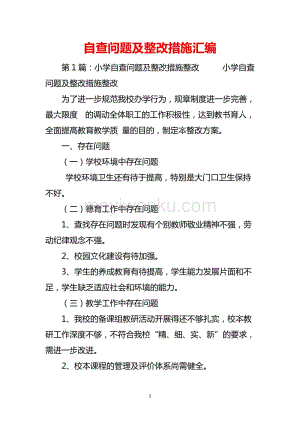 自查问题及整改措施汇编
第 1 篇：小学自查问题及整改措施整改　　小学自查
问题及整改措施整改
为了进一步规范我校办学行为，规章制度进一步完善，
最大限度　的调动全体职工的工作积极性，达到教书育人，
全面提高教育教学质 量的目的，制定本整改方案。
一、存在问题
（一）学校环境中存在问题
学校环境卫生还有待于提高，特别是大门口卫生保持
不好。
（二）德育工作中存在问题
1、查找存在问题时发现有个别教师敬业精神不强，劳
动纪律观念不强。
2、校园文化建设有待加强。
3、学生的养成教育有待提高，学生能力发展片面和不
足，学生缺乏适应社会和环境的能力。
（三）教学工作中存在问题
1、我校的备课组教研活动开展得还不够扎实，校本教
研工作深度不够，不符合我校“精、细、实、新”的要求，
需进一步改进。
2、校本课程的管理及评价体系尚需健全。
1